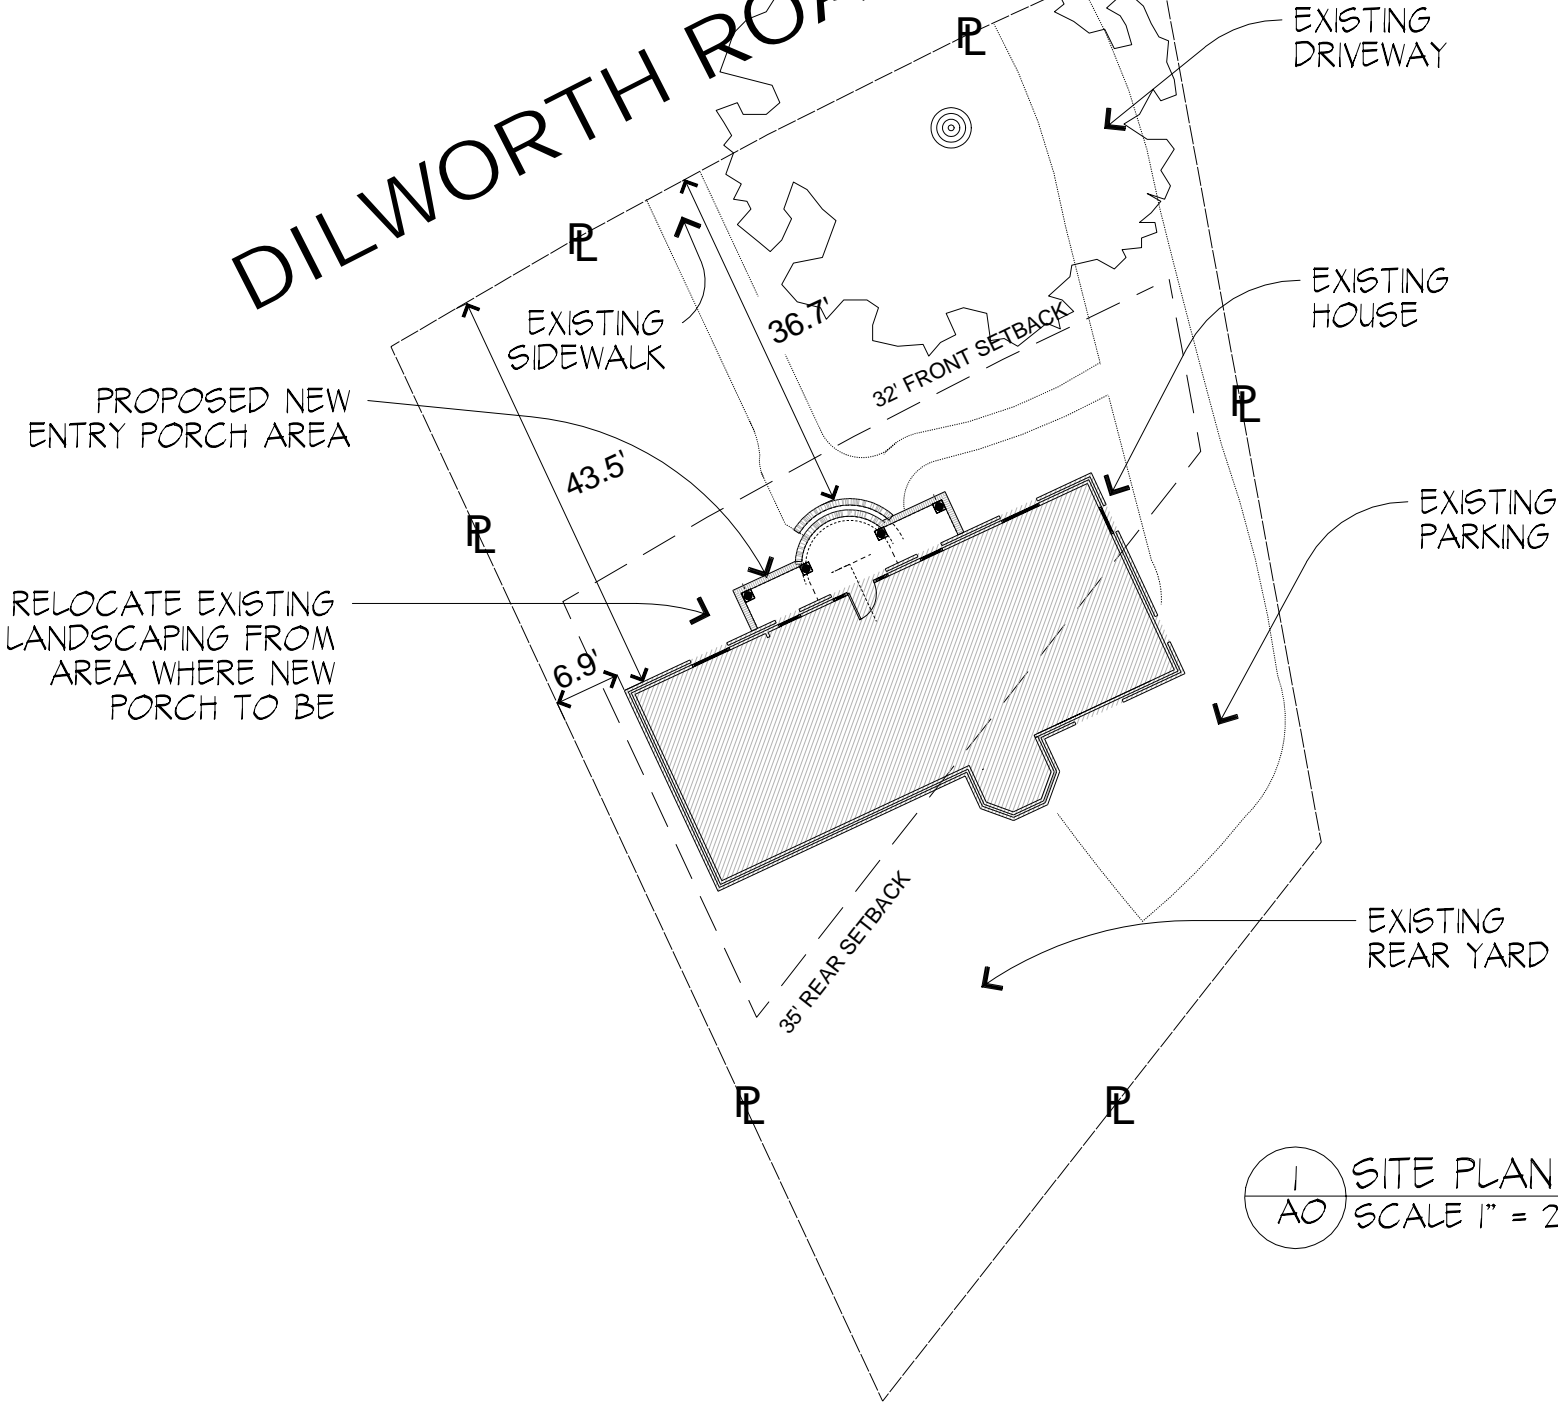 DILWORTH ROA
EXISTING
DRIVEWAY
PL
PL
EXISTING
HOUSE
EXISTING
SIDEWALK
36.7'
32' FRONT SETBACK
PROPOSED NEW
ENTRY PORCH AREA
PL
43.5'
PL
EXISTING
PARKING
RELOCATE EXISTING
LANDSCAPING FROM
AREA WHERE NEW
PORCH TO BE
6.9'
35' REAR SETBACK
EXISTING
REAR YARD
PL
PL
1
A0
SITE PLAN
SCALE 1" = 2